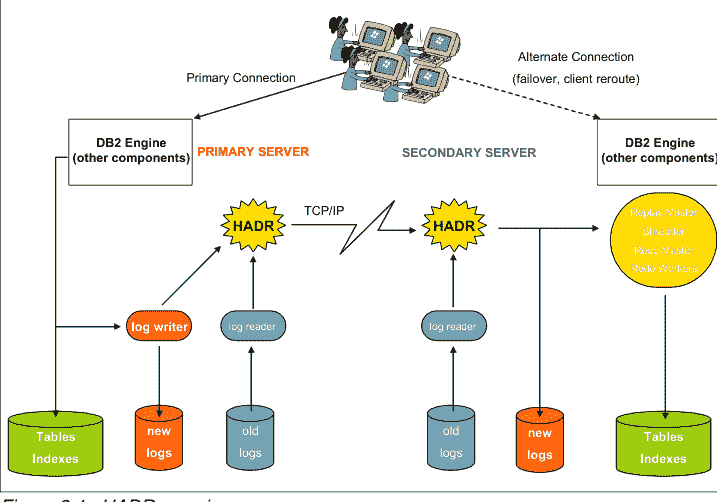 Primary Connection
Alternate Connection
(failover, client reroute)
DB2 Engine
(other components)
PRIMARY SERVER
SECONDARY SERVER
DB2 Engine
(other components)
HADR
TCP/IP
HADR
Replay Master
Shredder
Redo Master
Redo Workers
log writer
log reader
log reader
Tables
Indexes
new
logs
old
logs
old
logs
new
logs
Tables
Indexes